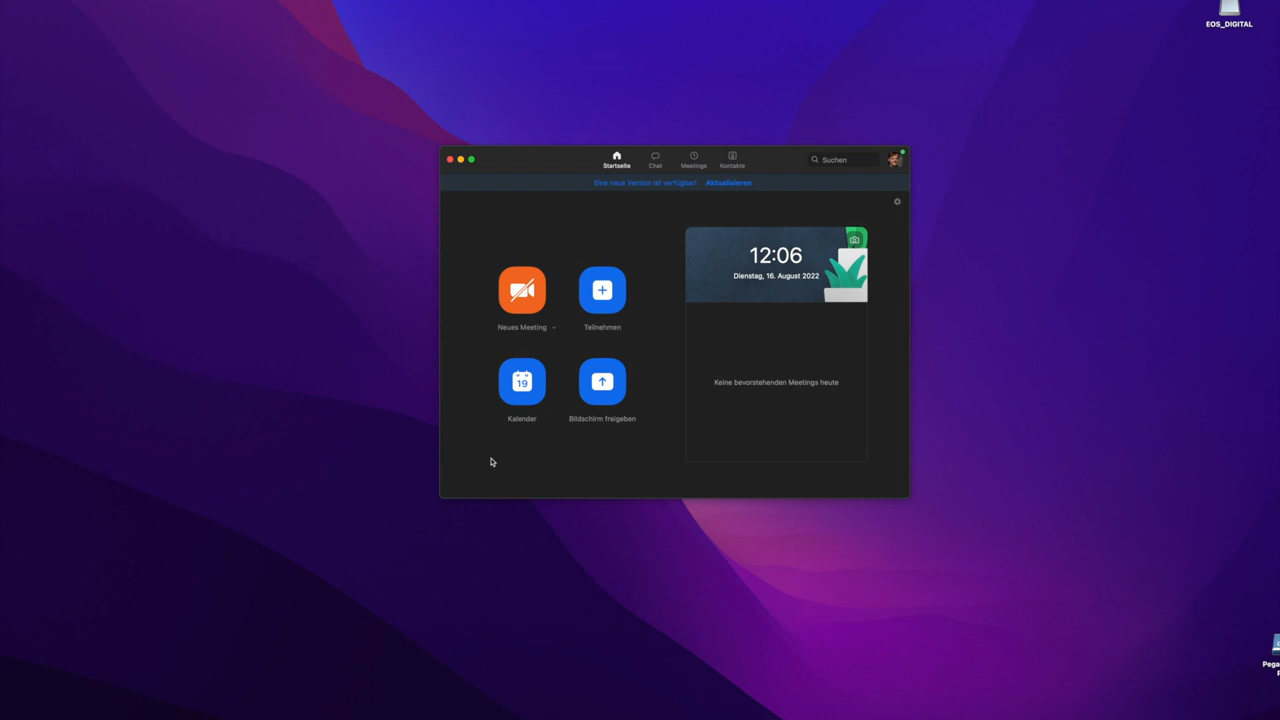 EOS_DIGITAL
Startseite
Chat
Meetings
Kontakte
Suchen
Eine neue Version ist verfügbar! Aktualisieren
12:06
Dienstag, 16. August 2022
Neues Meeting
Teilnehmen
19
Keine bevorstehenden Meetings heute
Kalender
Bildschirm freigeben